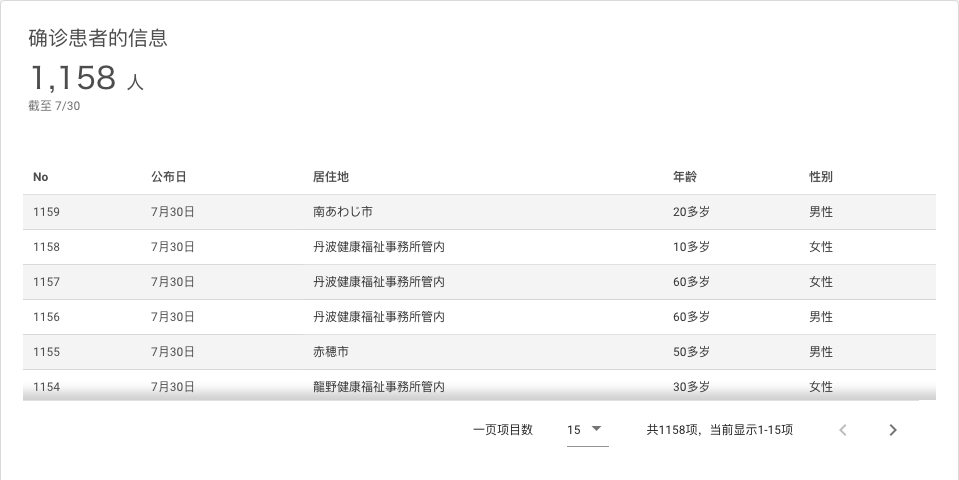 确诊患者的信息
1,158 人
截至 7/30
No 公布日 居住地 年龄 性别
1159 7月30日 南あわじ市 20多岁 男性
1158 7月30日 丹波健康福祉事務所管内 10多岁 女性
1157 7月30日 丹波健康福祉事務所管内 60多岁 女性
1156 7月30日 丹波健康福祉事務所管内 60多岁 男性
1155 7月30日 赤穂市 50多岁 男性
1154 7月30日 龍野健康福祉事務所管内 30多岁 女性
一页项目数 15 共1158项，当前显示1-15项